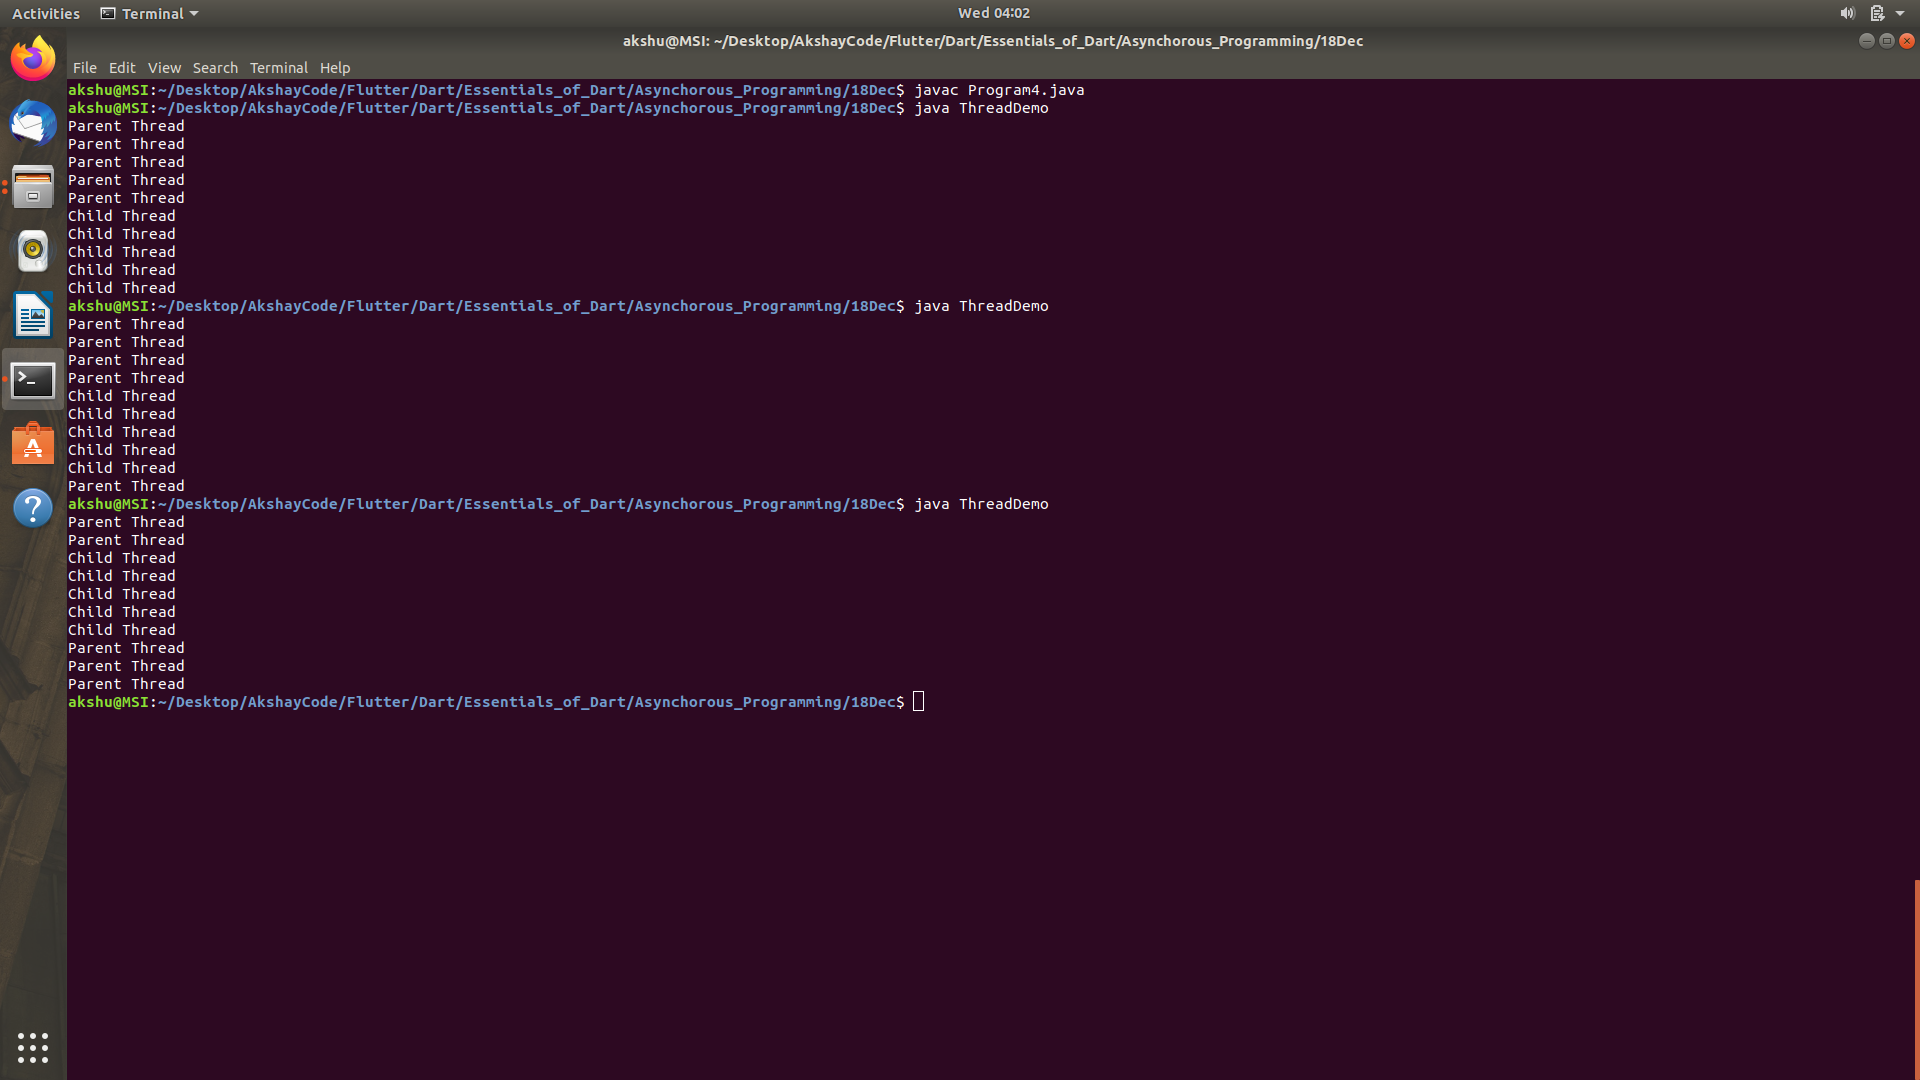 Activities Terminal Wed 04:02
akshu@MSI: ~/Desktop/AkshayCode/Flutter/Dart/Essentials_of_Dart/Asynchorous_Programming/18Dec
File Edit View Search Terminal Help
akshu@MSI:~/Desktop/AkshayCode/Flutter/Dart/Essentials_of_Dart/Asynchorous_Programming/18Dec$ javac Program4.java
akshu@MSI:~/Desktop/AkshayCode/Flutter/Dart/Essentials_of_Dart/Asynchorous_Programming/18Dec$ java ThreadDemo
Parent Thread
Parent Thread
Parent Thread
Parent Thread
Parent Thread
Child Thread
Child Thread
Child Thread
Child Thread
Child Thread
akshu@MSI:~/Desktop/AkshayCode/Flutter/Dart/Essentials_of_Dart/Asynchorous_Programming/18Dec$ java ThreadDemo
Parent Thread
Parent Thread
Parent Thread
Parent Thread
Child Thread
Child Thread
Child Thread
Child Thread
Child Thread
Parent Thread
akshu@MSI:~/Desktop/AkshayCode/Flutter/Dart/Essentials_of_Dart/Asynchorous_Programming/18Dec$ java ThreadDemo
Parent Thread
Parent Thread
Child Thread
Child Thread
Child Thread
Child Thread
Child Thread
Parent Thread
Parent Thread
Parent Thread
akshu@MSI:~/Desktop/AkshayCode/Flutter/Dart/Essentials_of_Dart/Asynchorous_Programming/18Dec$